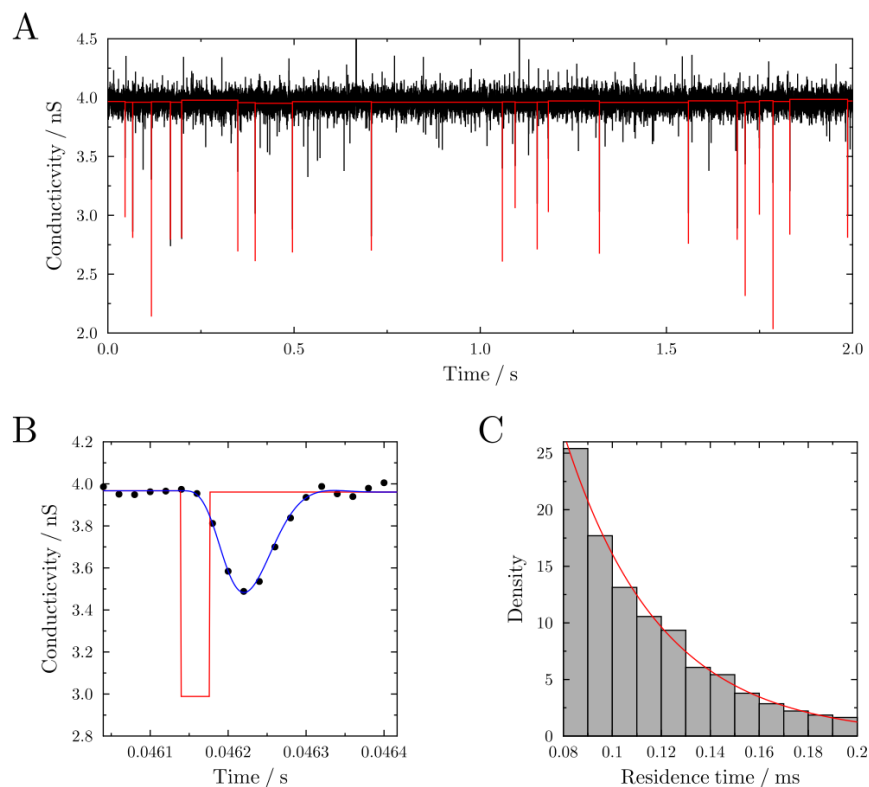 A
4.5
4.0
3.5
3.0
2.5
2.0
Conducticvity / nS
0.0 0.5 1.0 1.5 2.0
Time / s
B
4.2
4.0
3.8
3.6
3.4
3.2
3.0
2.8
Conducticvity / nS
0.0461 0.0462 0.0463 0.0464
Time / s
C
25
20
15
10
5
0
Density
0.08 0.1 0.12 0.14 0.16 0.18 0.2
Residence time / ms